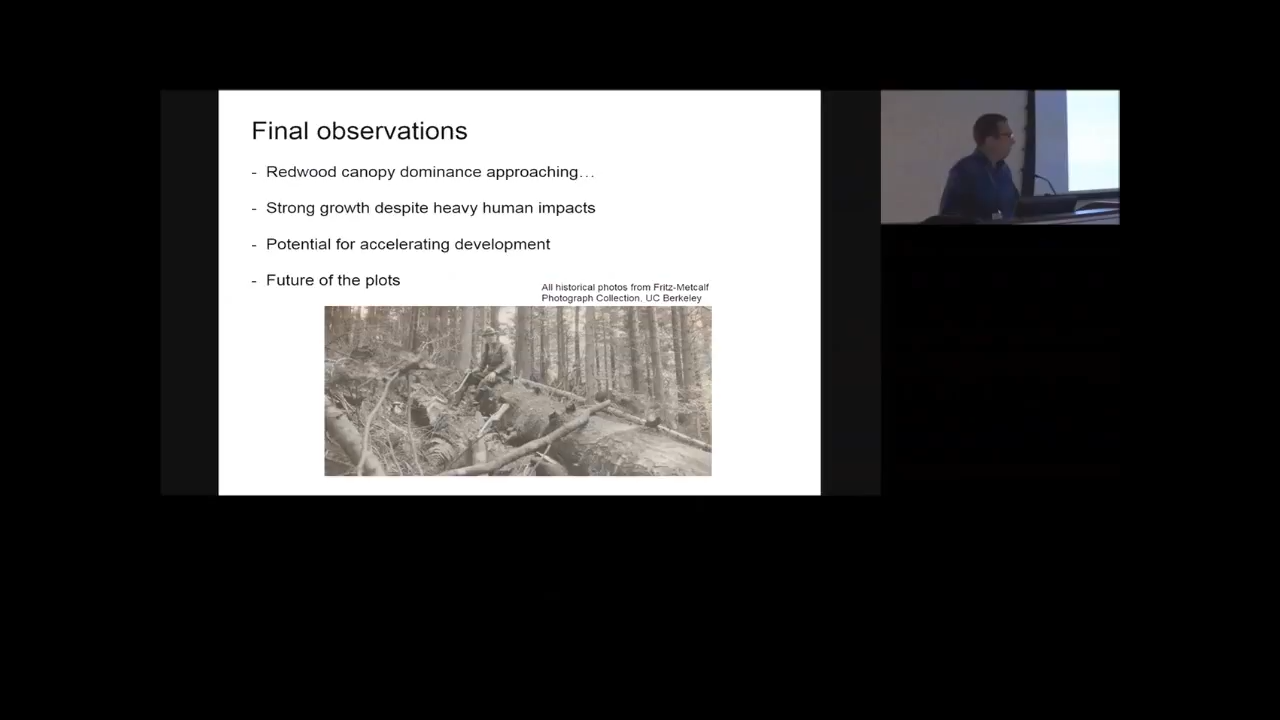 Final observations
- Redwood canopy dominance approaching…
- Strong growth despite heavy human impacts
- Potential for accelerating development
- Future of the plots
All historical photos from Fritz-Metcalf
Photograph Collection, UC Berkeley